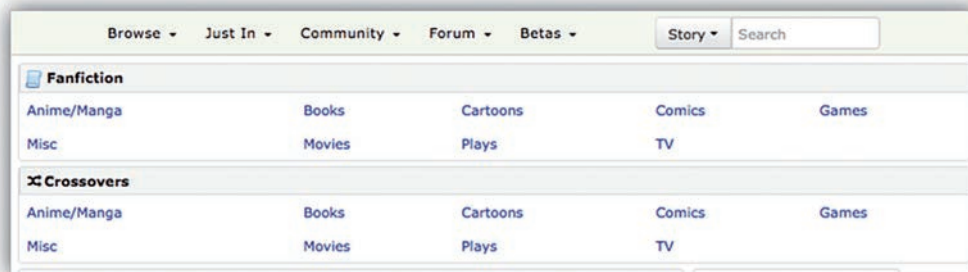 Browse Just In Community Forum Betas Story Search
Fanfiction
Anime/Manga Books Cartoons Comics Games
Misc Movies Plays TV
Crossovers
Anime/Manga Books Cartoons Comics Games
Misc Movies Plays TV